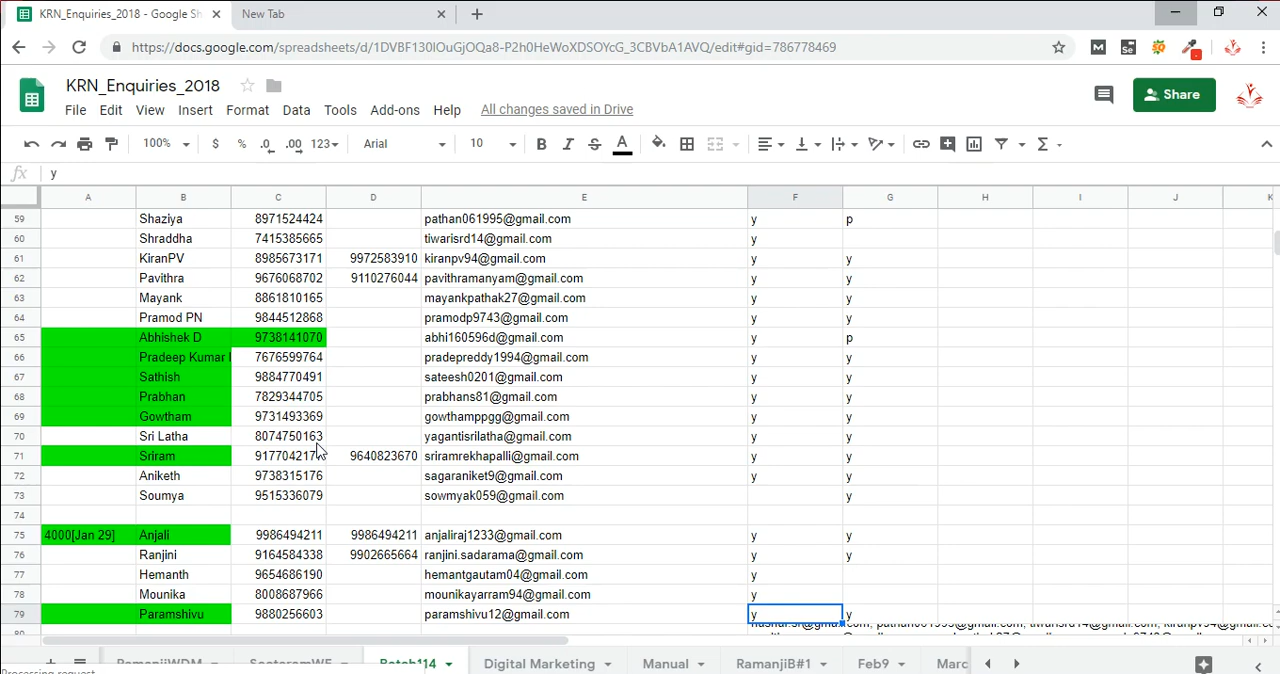 KRN_Enquiries_2018 - Google Sh
New Tab
https://docs.google.com/spreadsheets/d/1DVBF130IOuGjOQa8-P2h0HeWoXDSOYcG_3CBVbA1AVQ/edit#gid=786778469
KRN_Enquiries_2018
File Edit View Insert Format Data Tools Add-ons Help All changes saved in Drive
Share
100% $ % .0 .00 123 Arial 10 B I S A
fx y
A B C D E F G H I J K
59 Shaziya 8971524424 pathan061995@gmail.com y p
60 Shraddha 7415385665 tiwarisrd14@gmail.com y
61 KiranPV 8985673171 9972583910 kiranpv94@gmail.com y y
62 Pavithra 9676068702 9110276044 pavithramanyam@gmail.com y y
63 Mayank 8861810165 mayankpathak27@gmail.com y y
64 Pramod PN 9844512868 pramodp9743@gmail.com y y
65 Abhishek D 9738141070 abhi160596d@gmail.com y p
66 Pradeep Kumar 7676599764 pradepreddy1994@gmail.com y y
67 Sathish 9884770491 sateesh0201@gmail.com y y
68 Prabhan 7829344705 prabhans81@gmail.com y y
69 Gowtham 9731493369 gowthamppgg@gmail.com y y
70 Sri Latha 8074750163 yagantisrilatha@gmail.com y y
71 Sriram 917704217 9640823670 sriramrekhapalli@gmail.com y y
72 Aniketh 9738315176 sagaraniket9@gmail.com y y
73 Soumya 9515336079 sowmyak059@gmail.com y
74
75 4000[Jan 29] Anjali 9986494211 9986494211 anjaliraj1233@gmail.com y y
76 Ranjini 9164584338 9902665664 ranjini.sadarama@gmail.com y y
77 Hemanth 9654686190 hemantgautam04@gmail.com y
78 Mounika 8008687966 mounikayarram94@gmail.com y
79 Paramshivu 9880256603 paramshivu12@gmail.com y y
80
RamanjiWDM SeetaramWE Batch114 Digital Marketing Manual RamanjiB#1 Feb9 Marc
Processing request